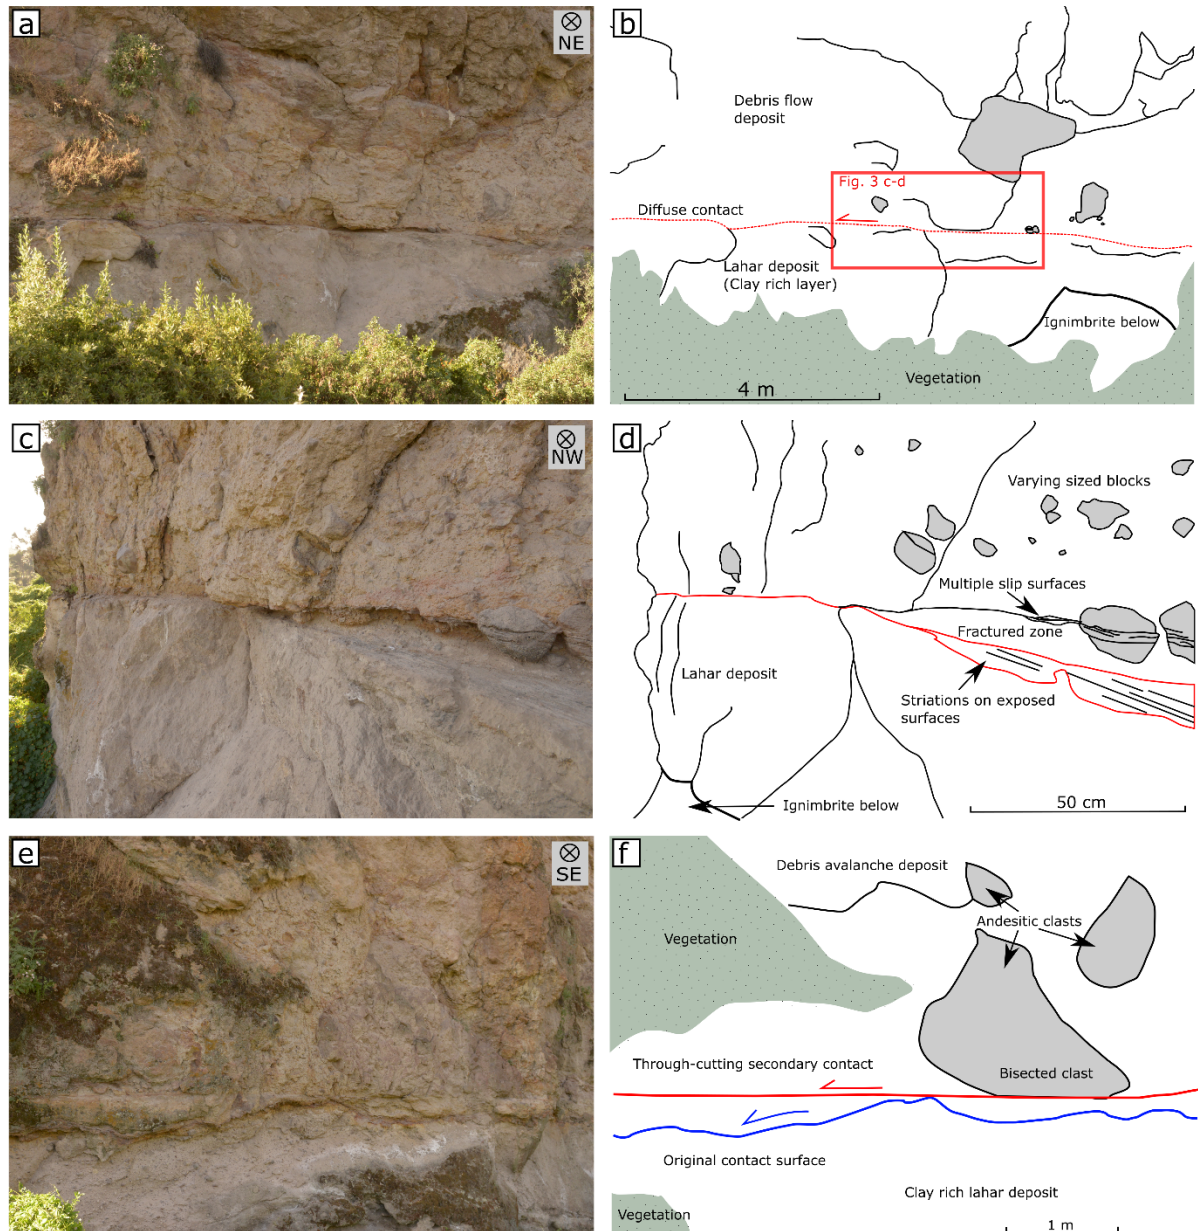 a
NE
b
Debris flow
deposit
Fig. 3 c-d
Diffuse contact
Lahar deposit
(Clay rich layer)
Ignimbrite below
Vegetation
4 m
c
NW
d
Varying sized blocks
Multiple slip surfaces
Fractured zone
Lahar deposit
Striations on exposed
surfaces
Ignimbrite below
50 cm
e
SE
f
Debris avalanche deposit
Andesitic clasts
Vegetation
Through-cutting secondary contact
Bisected clast
Original contact surface
Clay rich lahar deposit
Vegetation
1 m